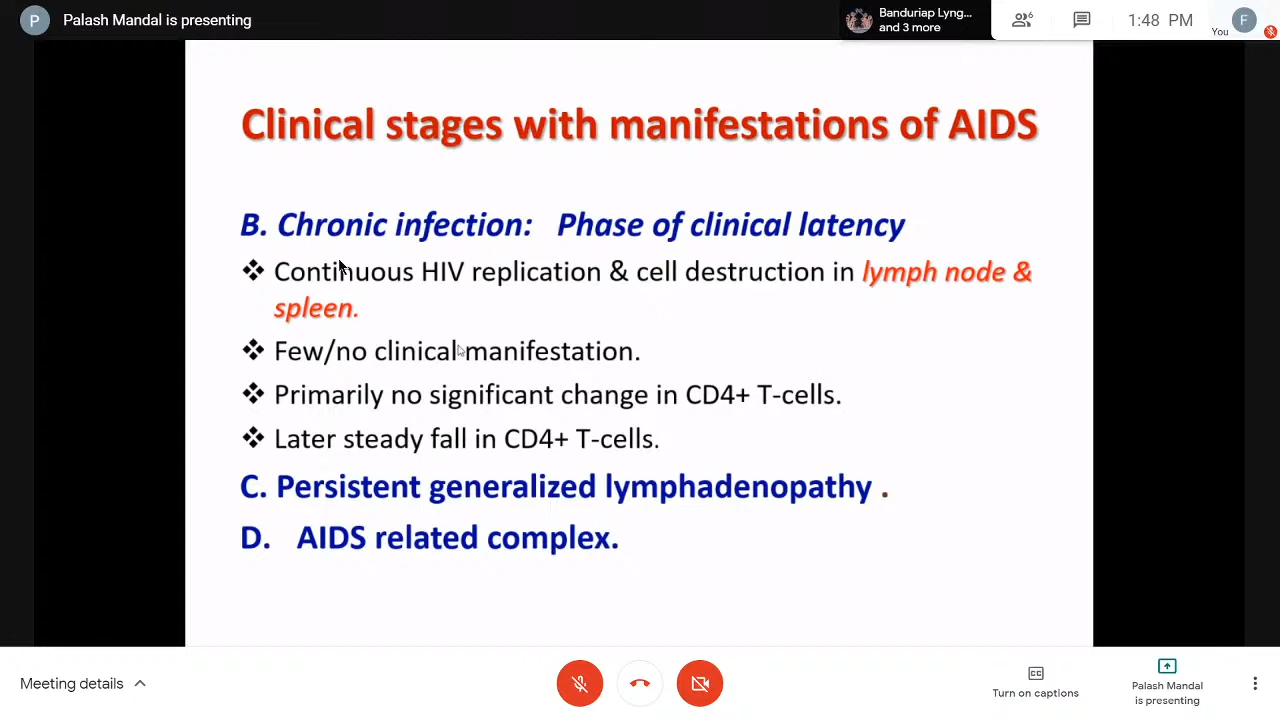 P Palash Mandal is presenting
Banduriap Lyng...
and 3 more
6
1:48 PM
You
F
Clinical stages with manifestations of AIDS
B. Chronic infection: Phase of clinical latency
❖ Continuous HIV replication & cell destruction in lymph node &
spleen.
❖ Few/no clinical manifestation.
❖ Primarily no significant change in CD4+ T-cells.
❖ Later steady fall in CD4+ T-cells.
C. Persistent generalized lymphadenopathy .
D. AIDS related complex.
Meeting details
CC
Turn on captions
Palash Mandal
is presenting